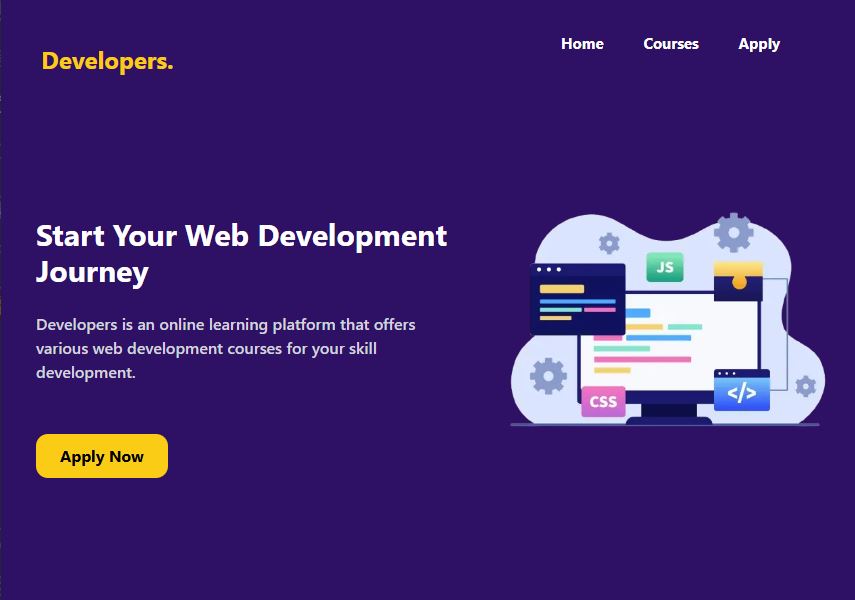 Developers.
Home Courses Apply
Start Your Web Development
Journey
Developers is an online learning platform that offers
various web development courses for your skill
development.
Apply Now
JS
</>
CSS